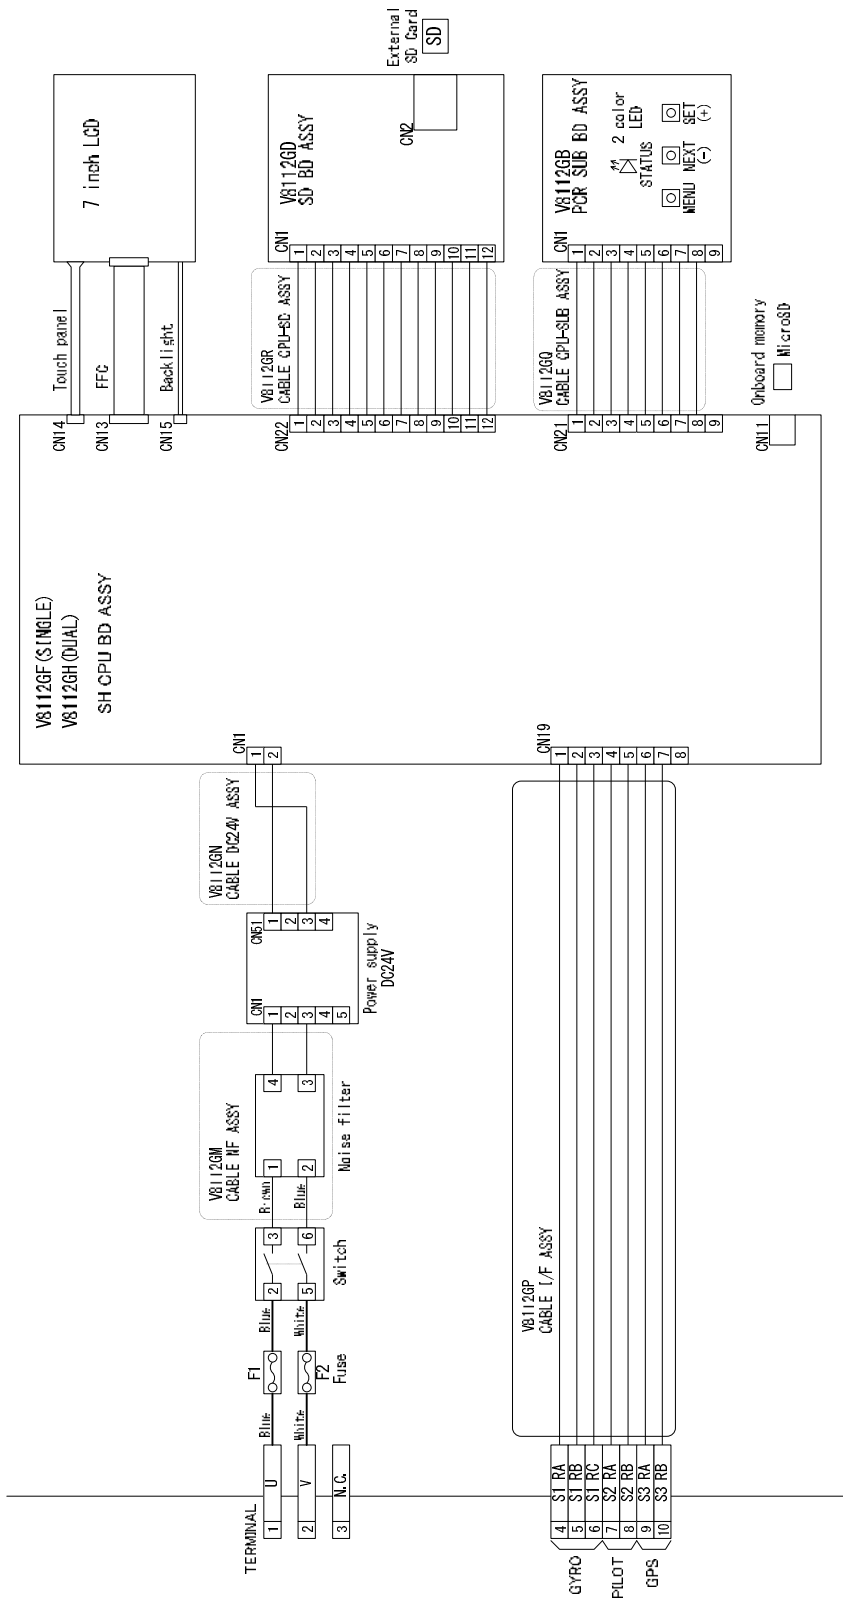 External
SD Card
SD
7 inch LCD
V8112GD
SD BD ASSY
CN2
V8112GB
PCR SUB BD ASSY
2 color
LED
STATUS
MENU
NEXT
(-)
SET
(+)
CN1
1
2
3
4
5
6
7
8
9
10
11
12
CN1
1
2
3
4
5
6
7
8
9
Touch panel
FFC
Backlight
V8112GR
CABLE CPU-SD ASSY
V8112GQ
CABLE CPU-SUB ASSY
Onboard memory
MicroSD
CN14
CN13
CN15
CN22
1
2
3
4
5
6
7
8
9
10
11
12
CN21
1
2
3
4
5
6
7
8
9
CN11
V8112GF(SINGLE)
V8112GH(DUAL)
SH CPU BD ASSY
CN1
1
2
CN19
1
2
3
4
5
6
7
8
V8112GN
CABLE DC24V ASSY
CN51
1
2
3
4
CN1
1
2
3
4
5
Power supply
DC24V
V8112GM
CABLE NF ASSY
4
3
1
2
Noise filter
Brown
Blue
3
6
2
5
Switch
Blue
White
F1
F2
Fuse
Blue
White
TERMINAL
1 U
2 V
3 N.C.
V8112GP
CABLE I/F ASSY
4 S1 RA
5 S1 RB
6 S1 RC
7 S2 RA
8 S2 RB
9 S3 RA
10 S3 RB
GYRO
PILOT
GPS